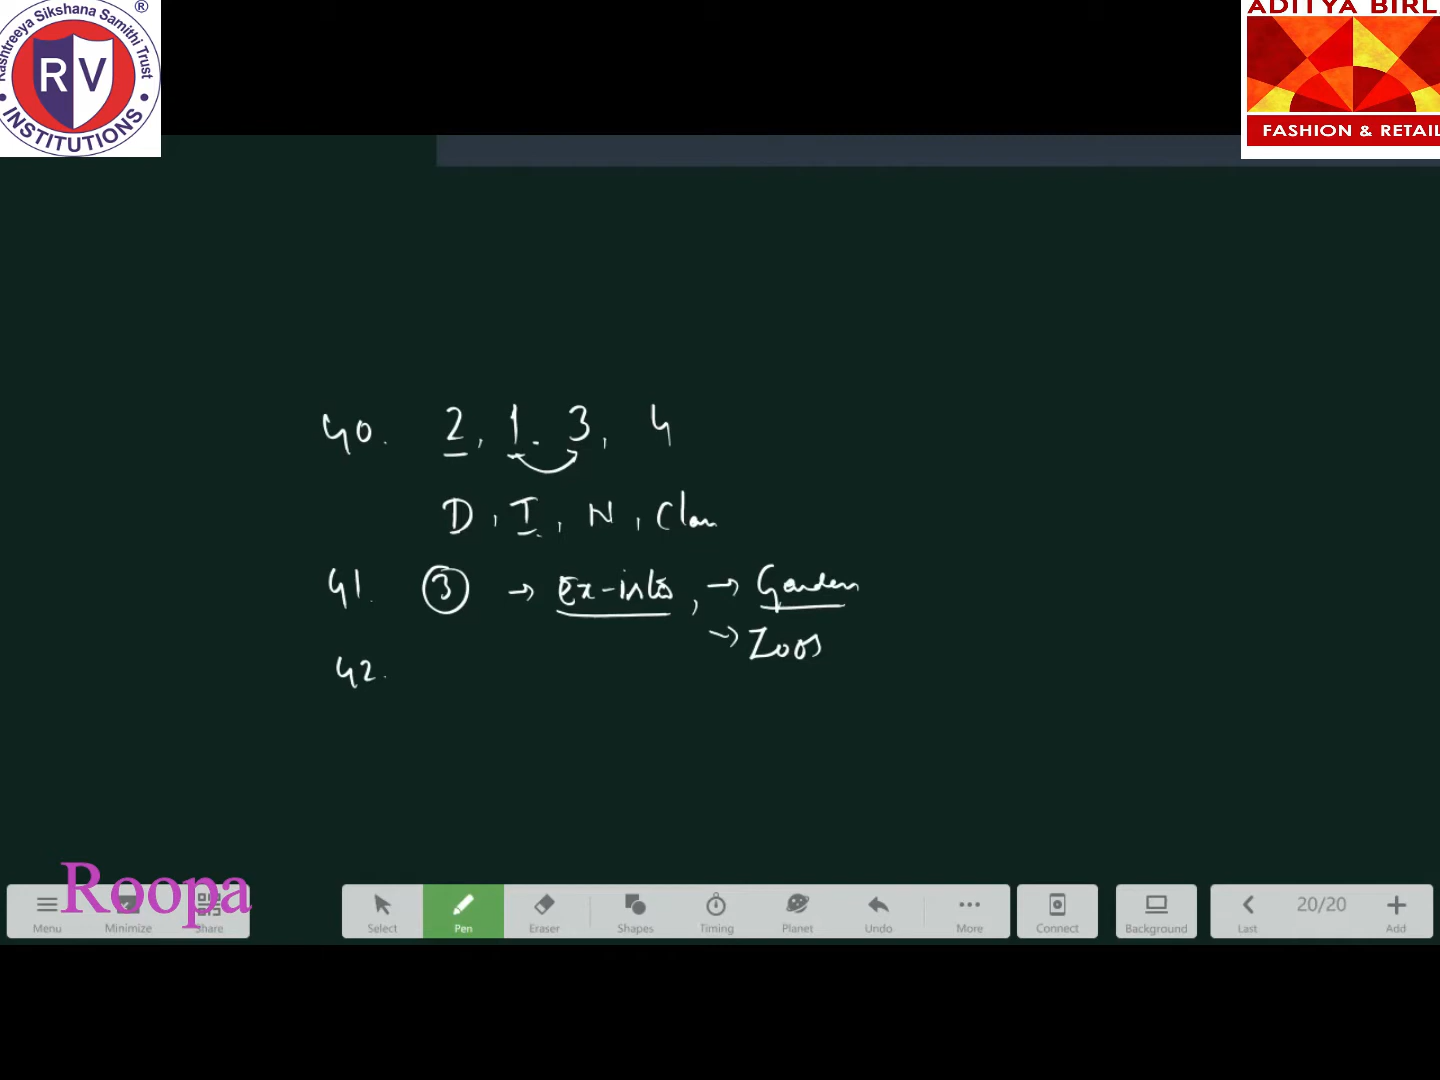 Rashtreeya Sikshana Samithi Trust ®
RV
• INSTITUTIONS •
ADITYA BIRL
FASHION & RETAIL
40. 2, 1. 3, 4
D, I, N, Clan
41. 3 → Ex-situ, → Garden
→ Zoos
42.
Roopa
Menu Minimize Share Select Pen Eraser Shapes Timing Planet Undo More Connect Background Last 20/20 Add